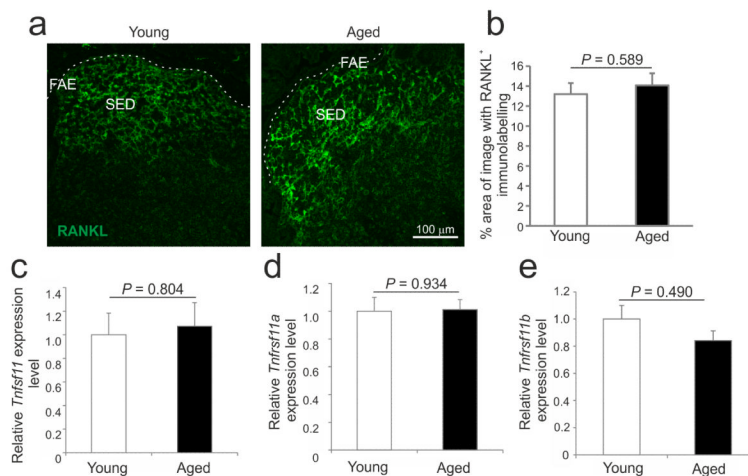 a
Young
Aged
FAE
SED
RANKL
FAE
SED
100 µm
b
P = 0.589
% area of image with RANKL+
immunolabelling
18
16
14
12
10
8
6
4
2
0
Young
Aged
c
P = 0.804
Relative Tnfsf11 expression
level
1.4
1.2
1.0
0.8
0.6
0.4
0.2
0
Young
Aged
d
P = 0.934
Relative Tnfrsf11a
expression level
1.2
1.0
0.8
0.6
0.4
0.2
0
Young
Aged
e
P = 0.490
Relative Tnfrsf11b
expression level
1.2
1.0
0.8
0.6
0.4
0.2
0
Young
Aged